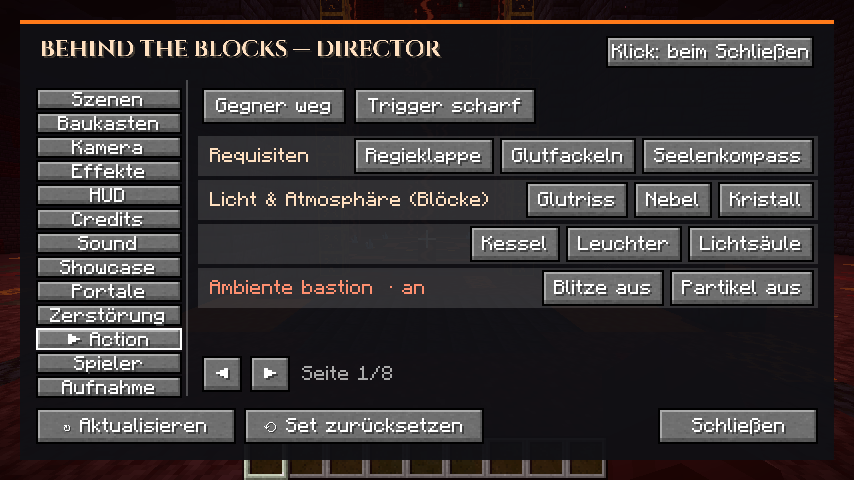 BEHIND THE BLOCKS — DIRECTOR
Klick: beim Schließen
Szenen
Baukasten
Kamera
Effekte
HUD
Credits
Sound
Showcase
Portale
Zerstörung
► Action
Spieler
Aufnahme
Gegner weg Trigger scharf
Requisiten Regieklappe Glutfackeln Seelenkompass
Licht & Atmosphäre (Blöcke) Glutriss Nebel Kristall
Kessel Leuchter Lichtsäule
Ambiente bastion · an Blitze aus Partikel aus
◄ ► Seite 1/8
↻ Aktualisieren ⟲ Set zurücksetzen Schließen